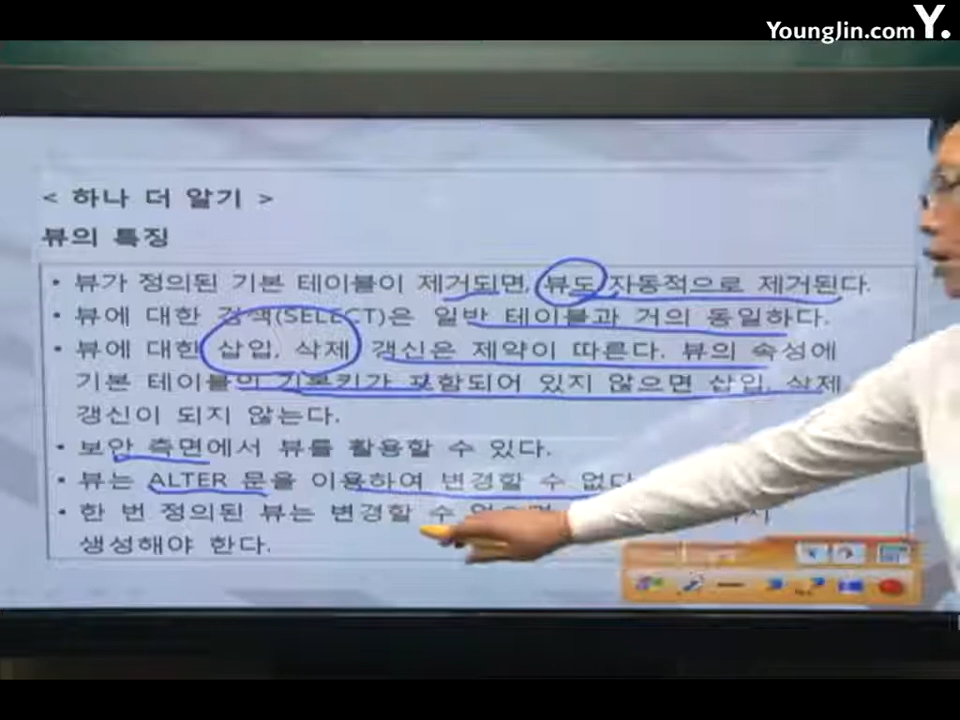 YoungJin.com Y.
< 하나 더 알기 >
뷰의 특징
• 뷰가 정의된 기본 테이블이 제거되면, 뷰도 자동적으로 제거된다.
• 뷰에 대한 검색(SELECT)은 일반 테이블과 거의 동일하다.
• 뷰에 대한 삽입, 삭제 갱신은 제약이 따른다. 뷰의 속성에
기본 테이블의 기본키가 포함되어 있지 않으면 삽입, 삭제,
갱신이 되지 않는다.
• 보안 측면에서 뷰를 활용할 수 있다.
• 뷰는 ALTER 문을 이용하여 변경할 수 없다
• 한 번 정의된 뷰는 변경할 수 없으면
생성해야 한다.